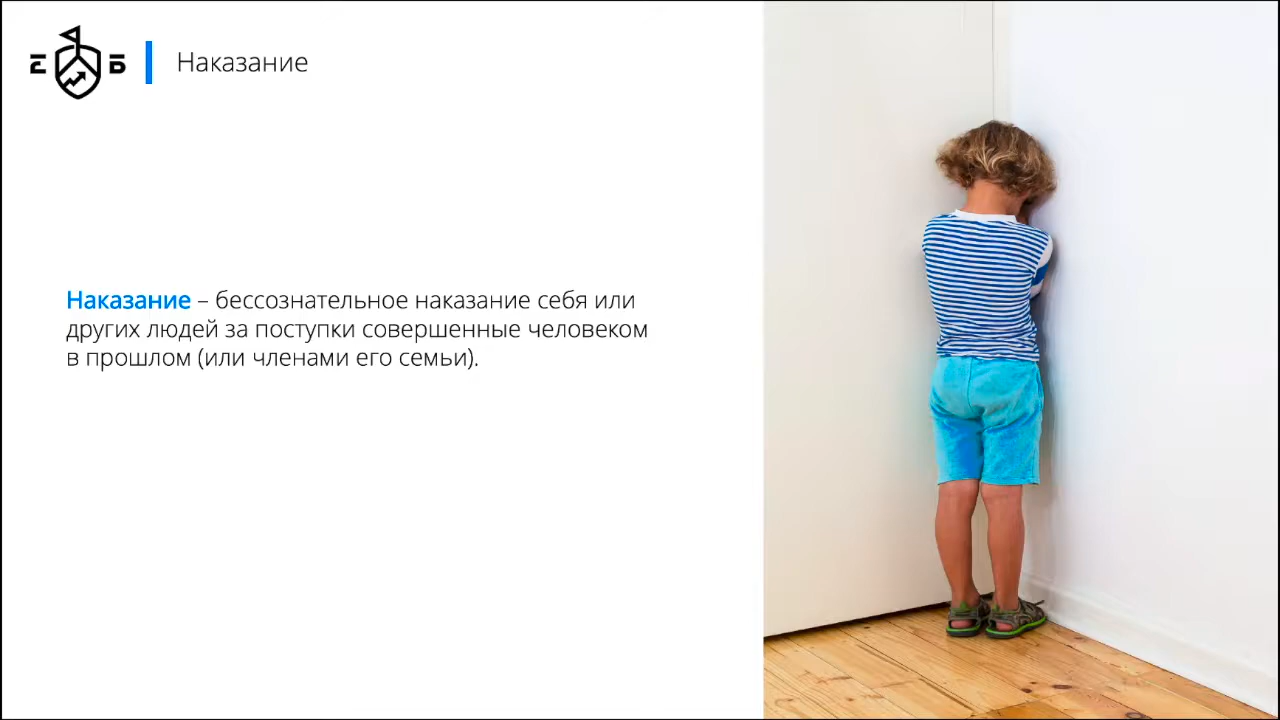 Е Б
Наказание
Наказание – бессознательное наказание себя или
других людей за поступки совершенные человеком
в прошлом (или членами его семьи).